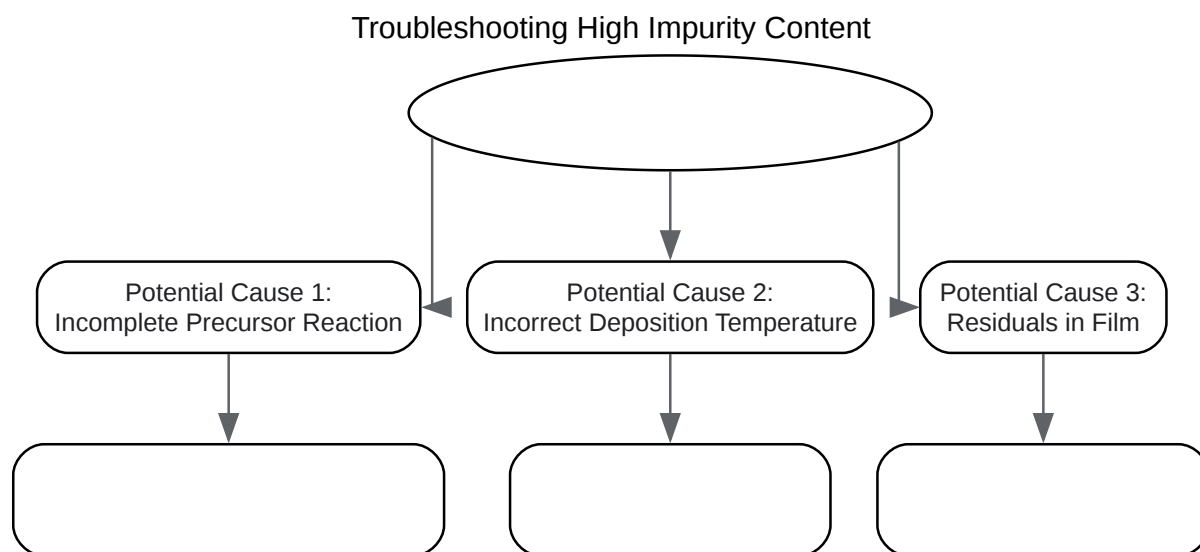 Troubleshooting High Impurity Content
Potential Cause 1:
Incomplete Precursor Reaction
Potential Cause 2:
Incorrect Deposition Temperature
Potential Cause 3:
Residuals in Film